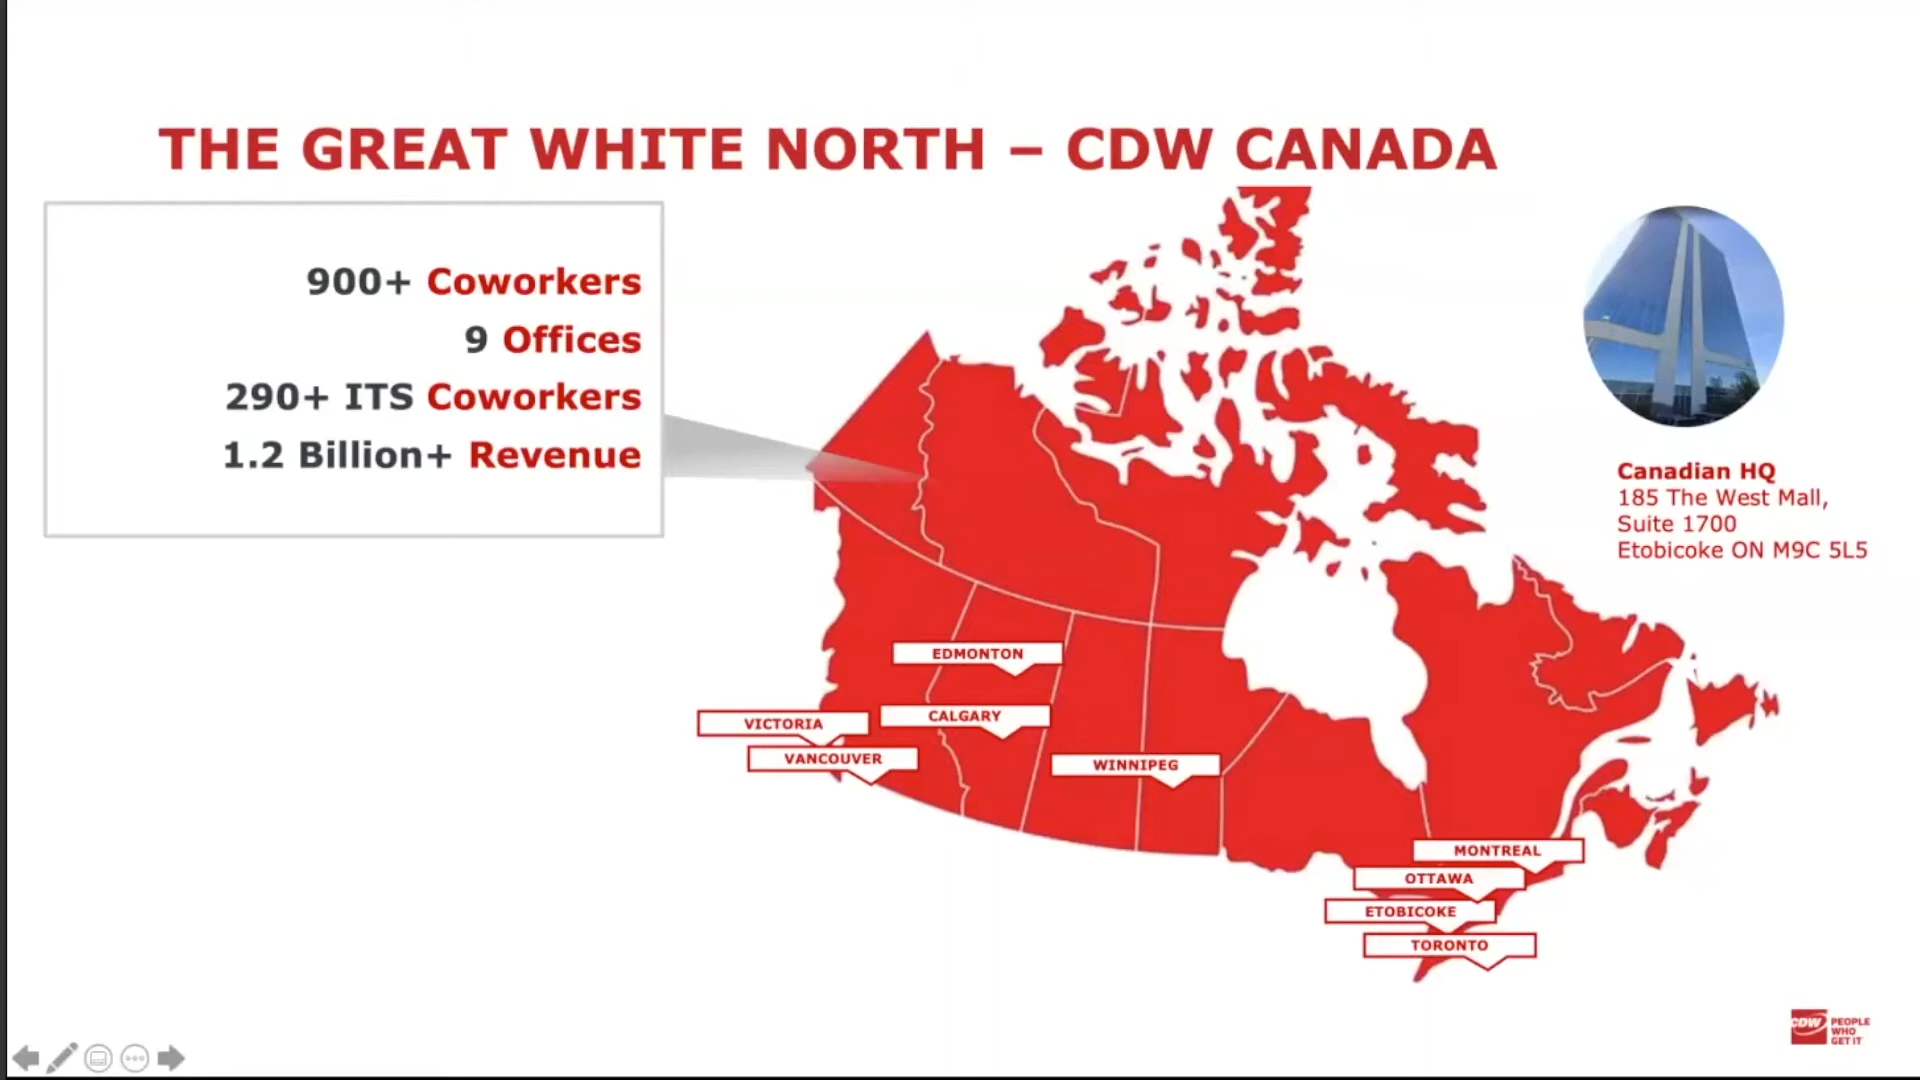 THE GREAT WHITE NORTH – CDW CANADA
900+ Coworkers
9 Offices
290+ ITS Coworkers
1.2 Billion+ Revenue
Canadian HQ
185 The West Mall,
Suite 1700
Etobicoke ON M9C 5L5
EDMONTON
CALGARY
VICTORIA
VANCOUVER
WINNIPEG
MONTREAL
OTTAWA
ETOBICOKE
TORONTO
CDW
PEOPLE
WHO
GET IT